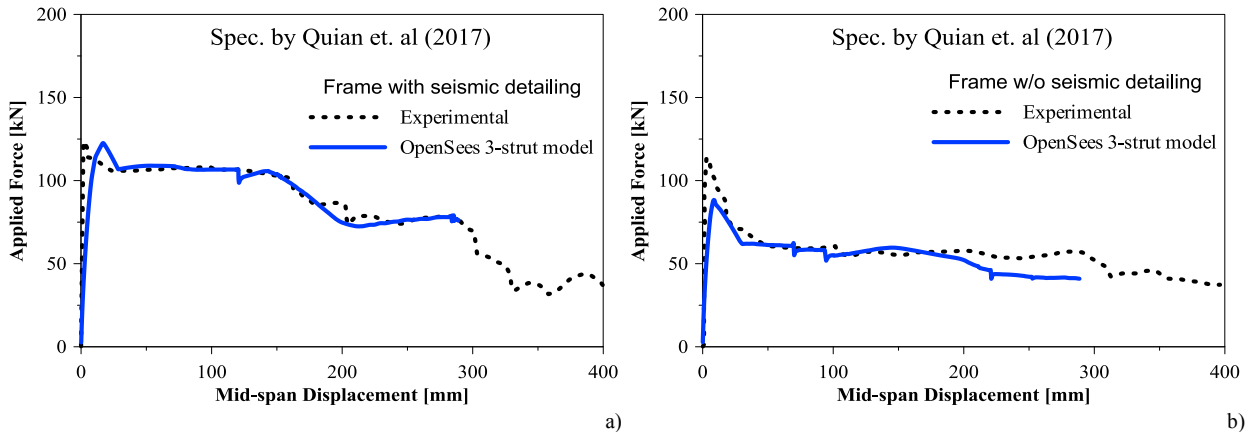 200
150
100
50
0
Applied Force [kN]
Spec. by Quian et. al (2017)
Frame with seismic detailing
Experimental
OpenSees 3-strut model
0 100 200 300 400
Mid-span Displacement [mm]
a)
200
150
100
50
0
Applied Force [kN]
Spec. by Quian et. al (2017)
Frame w/o seismic detailing
Experimental
OpenSees 3-strut model
0 100 200 300 400
Mid-span Displacement [mm]
b)